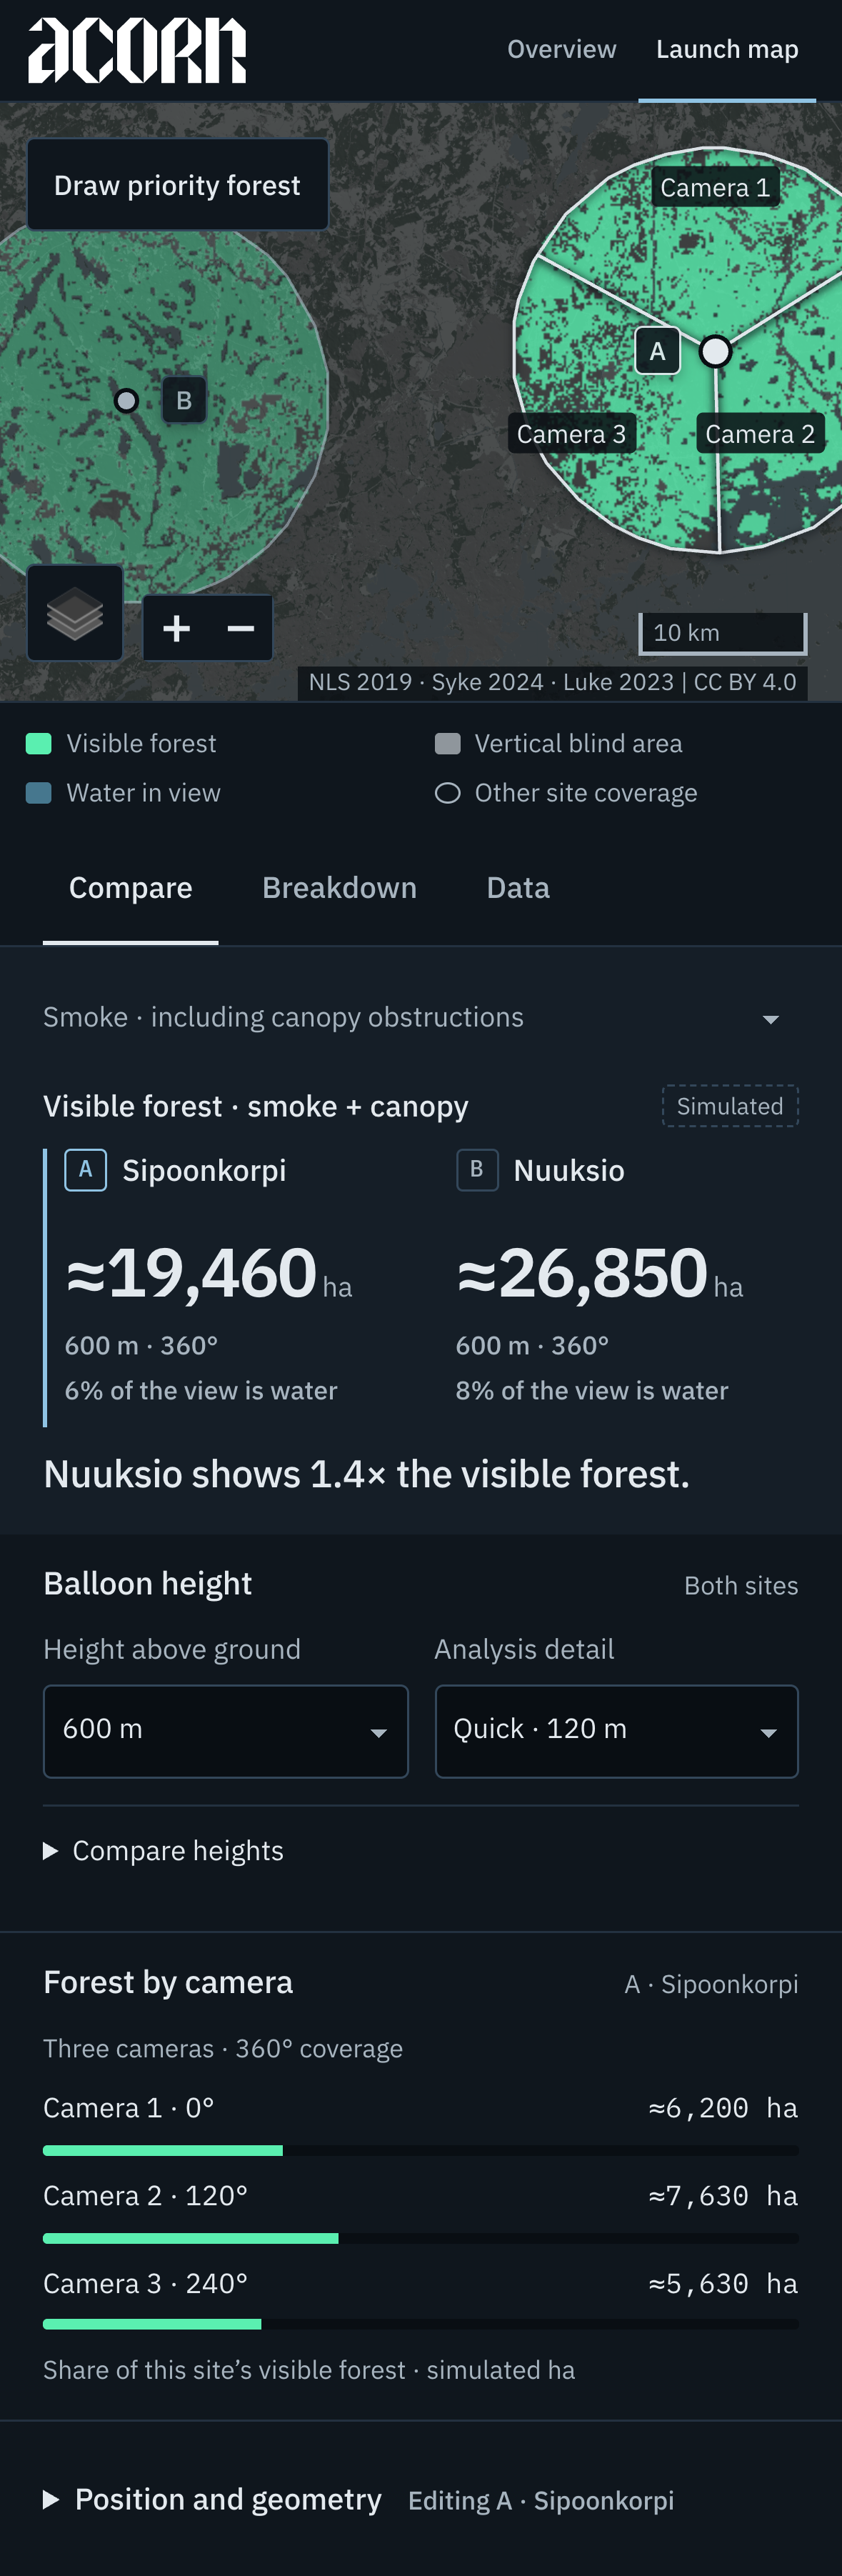 ACORN
Overview Launch map
Draw priority forest
Camera 1
A
B
Camera 3 Camera 2
+ −
10 km
NLS 2019 · Syke 2024 · Luke 2023 | CC BY 4.0
Visible forest Vertical blind area
Water in view Other site coverage
Compare Breakdown Data
Smoke · including canopy obstructions
Visible forest · smoke + canopy Simulated
A Sipoonkorpi B Nuuksio
≈19,460 ha ≈26,850 ha
600 m · 360° 600 m · 360°
6% of the view is water 8% of the view is water
Nuuksio shows 1.4× the visible forest.
Balloon height Both sites
Height above ground Analysis detail
600 m Quick · 120 m
Compare heights
Forest by camera A · Sipoonkorpi
Three cameras · 360° coverage
Camera 1 · 0° ≈6,200 ha
Camera 2 · 120° ≈7,630 ha
Camera 3 · 240° ≈5,630 ha
Share of this site’s visible forest · simulated ha
Position and geometry Editing A · Sipoonkorpi